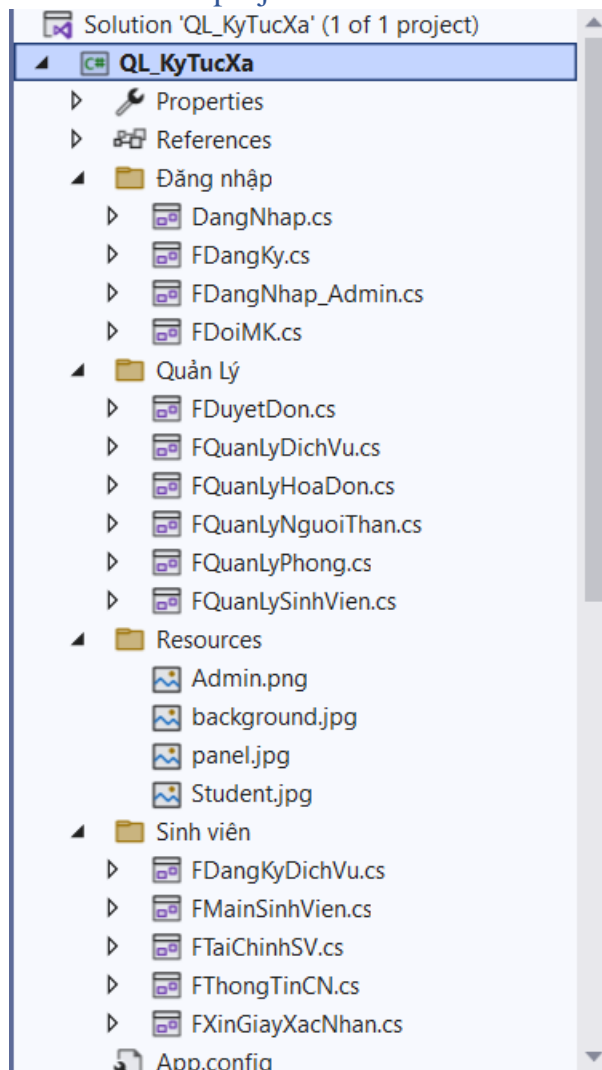 Solution 'QL_KyTucXa' (1 of 1 project)
C# QL_KyTucXa
Properties
References
Đăng nhập
DangNhap.cs
FDangKy.cs
FDangNhap_Admin.cs
FDoiMK.cs
Quản Lý
FDuyetDon.cs
FQuanLyDichVu.cs
FQuanLyHoaDon.cs
FQuanLyNguoiThan.cs
FQuanLyPhong.cs
FQuanLySinhVien.cs
Resources
Admin.png
background.jpg
panel.jpg
Student.jpg
Sinh viên
FDangKyDichVu.cs
FMainSinhVien.cs
FTaiChinhSV.cs
FThongTinCN.cs
FXinGiayXacNhan.cs
App.config